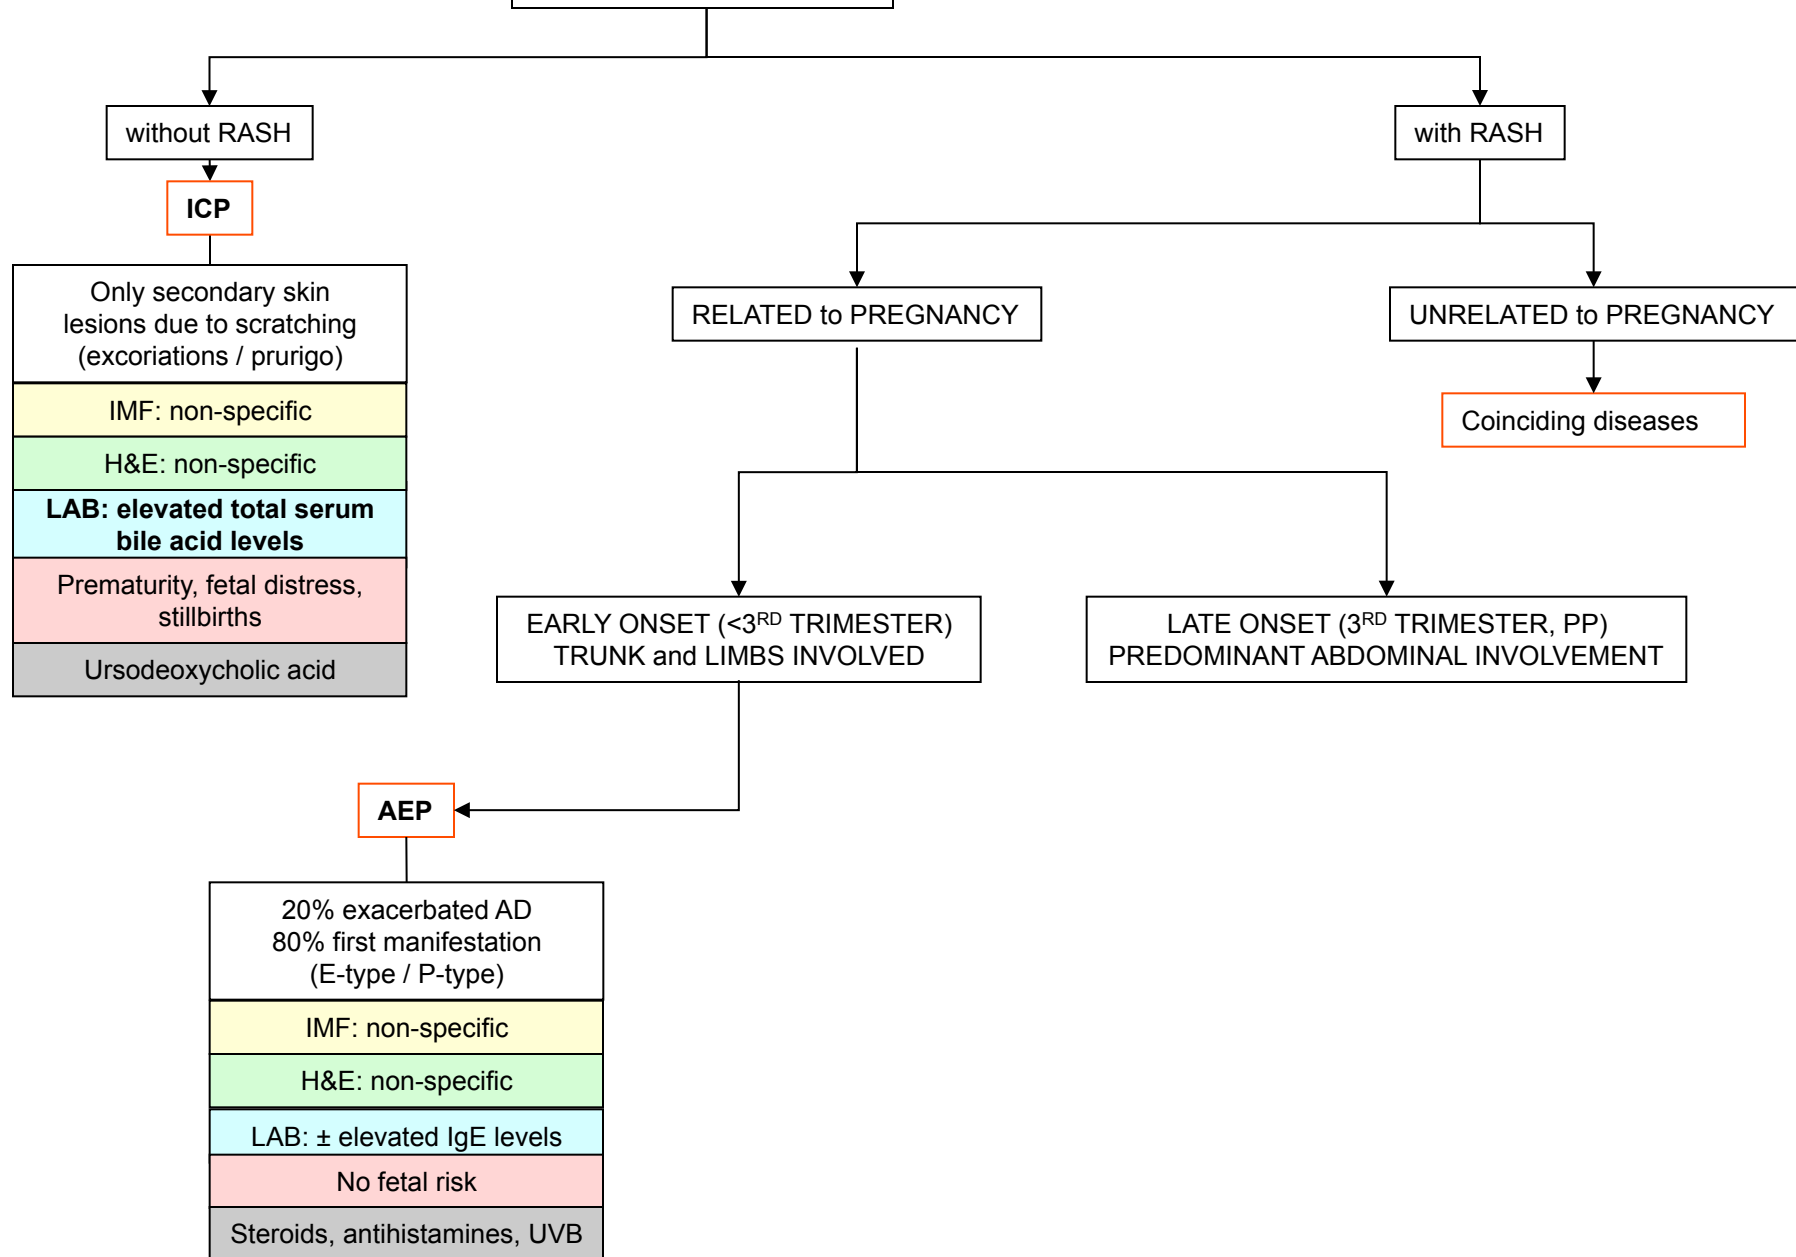 without RASH
with RASH
ICP
Only secondary skin
lesions due to scratching
(excoriations / prurigo)
IMF: non-specific
H&E: non-specific
LAB: elevated total serum
bile acid levels
Prematurity, fetal distress,
stillbirths
Ursodeoxycholic acid
RELATED to PREGNANCY
UNRELATED to PREGNANCY
Coinciding diseases
EARLY ONSET (<3RD TRIMESTER)
TRUNK and LIMBS INVOLVED
LATE ONSET (3RD TRIMESTER, PP)
PREDOMINANT ABDOMINAL INVOLVEMENT
AEP
20% exacerbated AD
80% first manifestation
(E-type / P-type)
IMF: non-specific
H&E: non-specific
LAB: ± elevated IgE levels
No fetal risk
Steroids, antihistamines, UVB